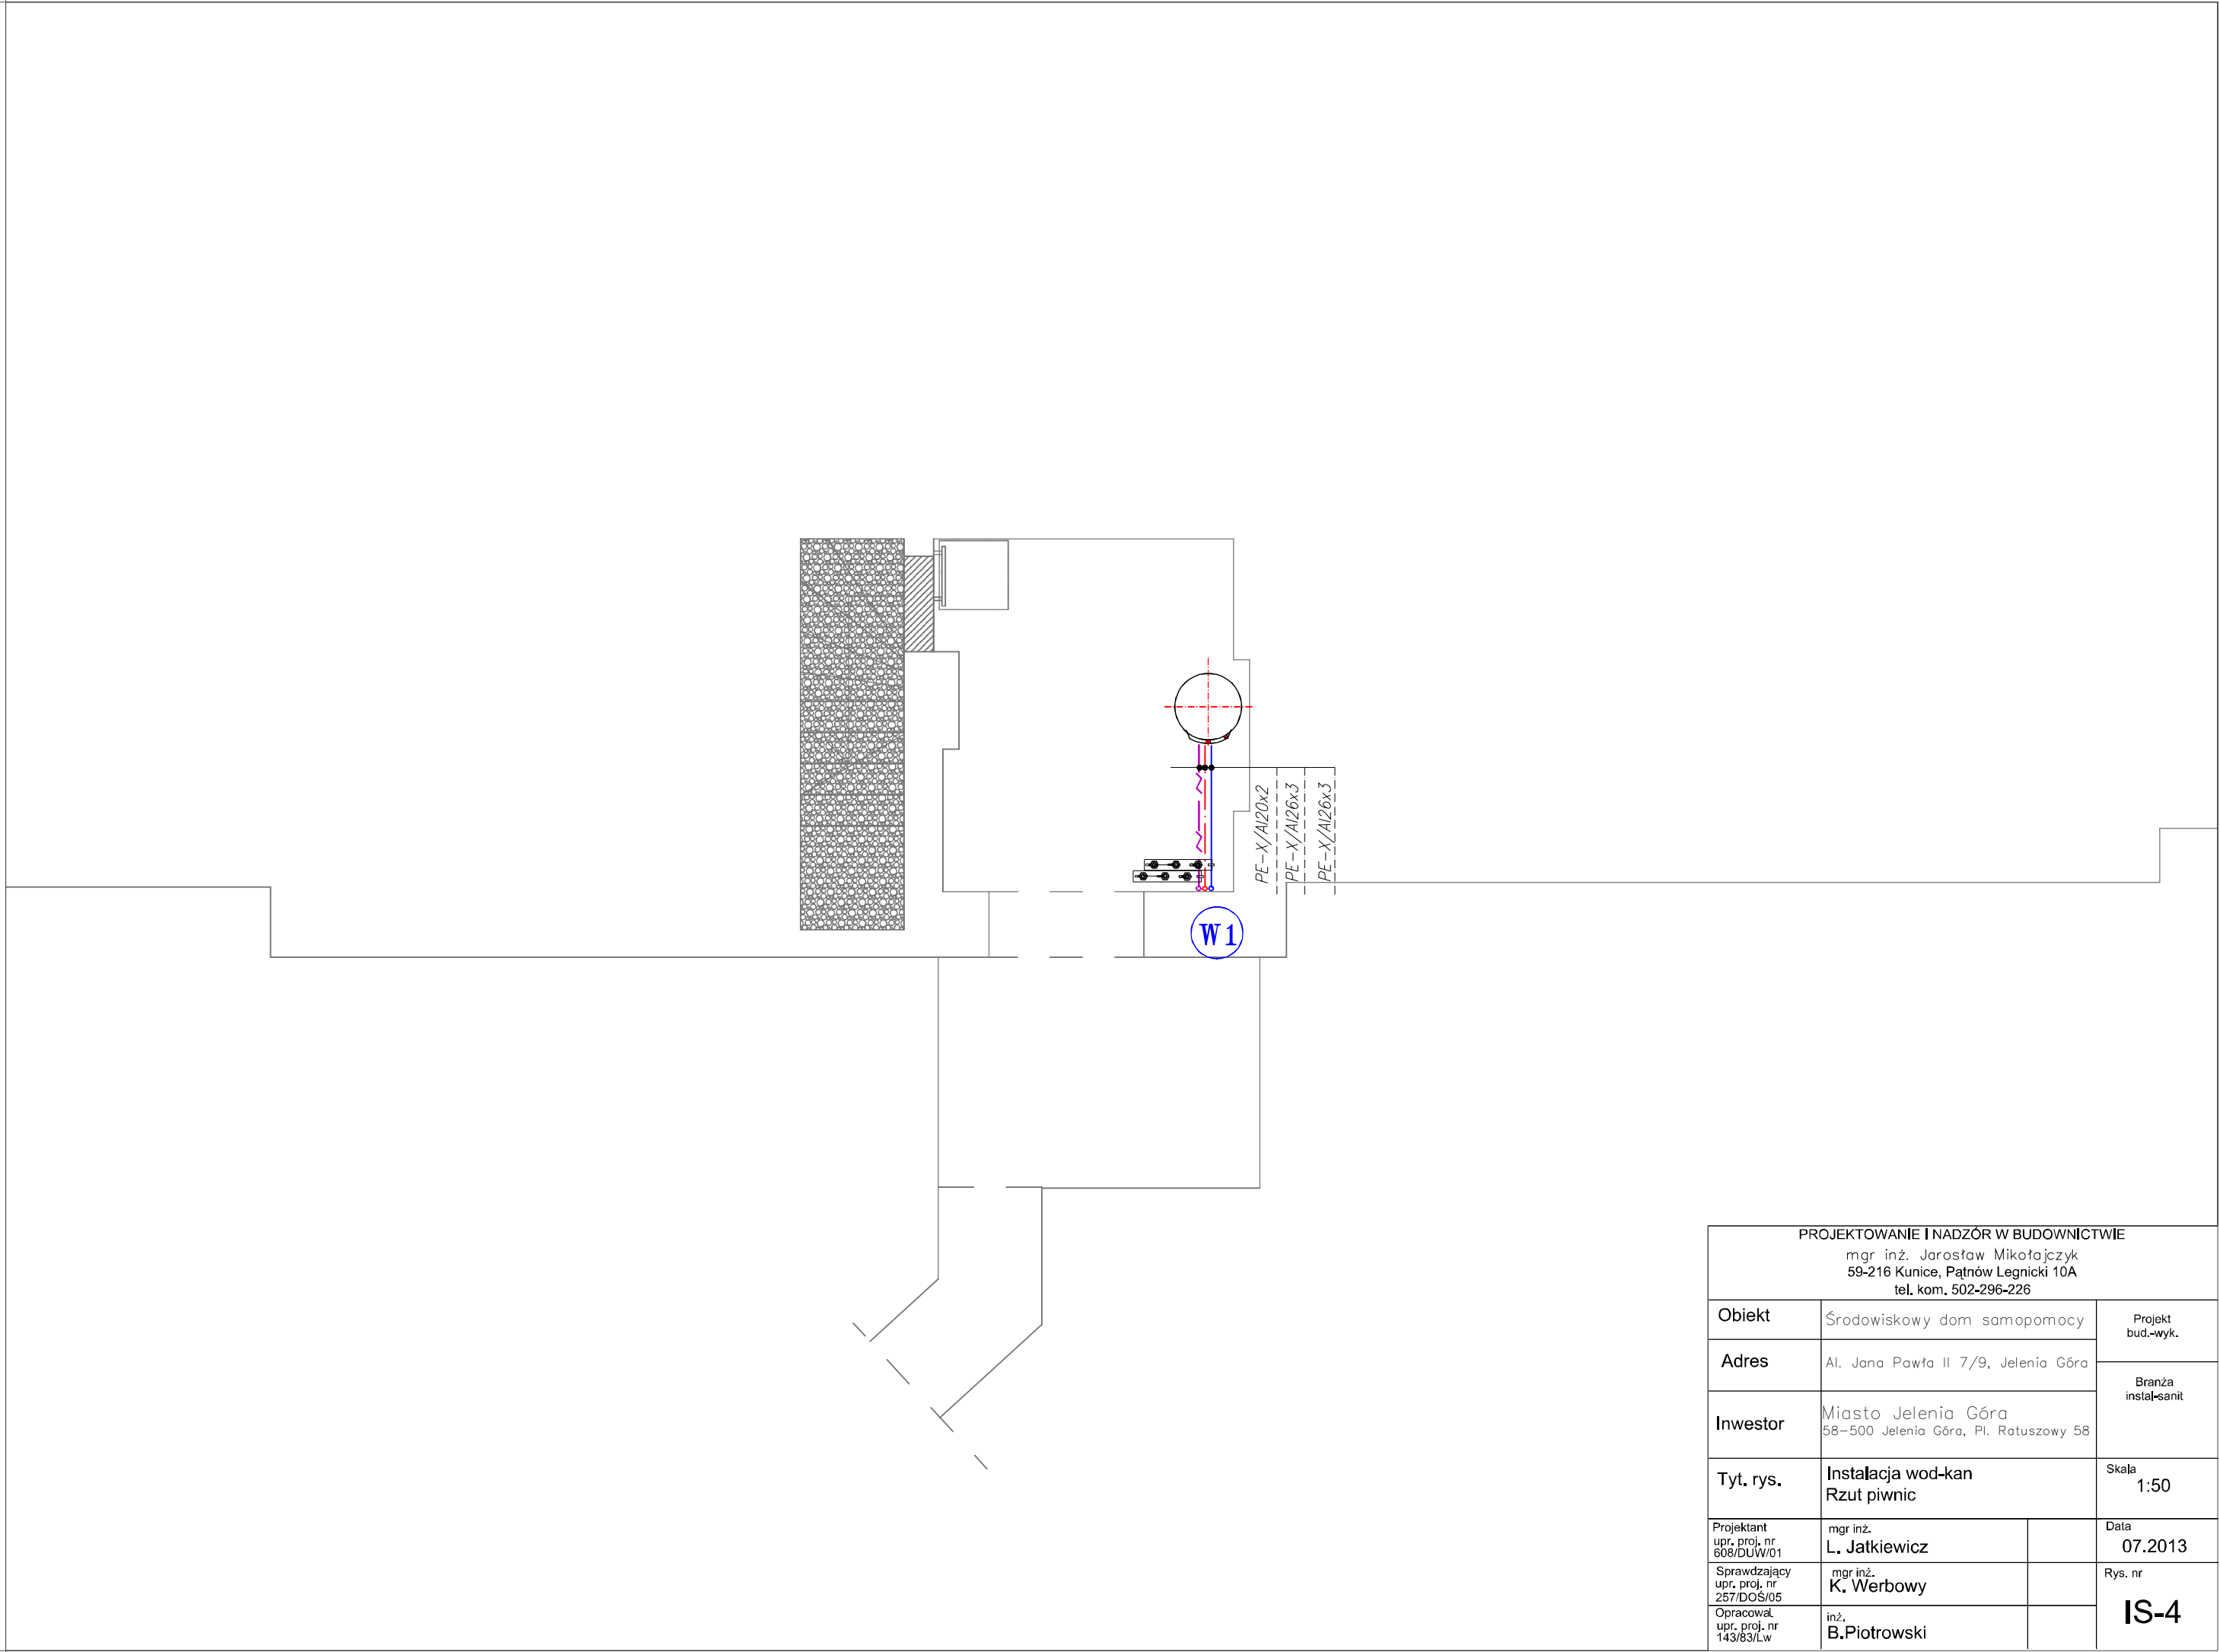 PE-X/Al20x2
PE-X/Al26x3
PE-X/Al26x3
W1
PROJEKTOWANIE I NADZÓR W BUDOWNICTWIE
mgr inż. Jarosław Mikołajczyk
59-216 Kunice, Pątnów Legnicki 10A
tel. kom. 502-296-226
Obiekt
Środowiskowy dom samopomocy
Projekt
bud.-wyk.
Adres
Al. Jana Pawła II 7/9, Jelenia Góra
Branża
instal-sanit
Inwestor
Miasto Jelenia Góra
58-500 Jelenia Góra, Pl. Ratuszowy 58
Tyt. rys.
Instalacja wod-kan
Rzut piwnic
Skala
1:50
Projektant
upr. proj. nr
608/DUW/01
mgr inż.
L. Jatkiewicz
Data
07.2013
Sprawdzający
upr. proj. nr
257/DOŚ/05
mgr inż.
K. Werbowy
Rys. nr
IS-4
Opracował.
upr. proj. nr
143/83/Lw
inż.
B.Piotrowski